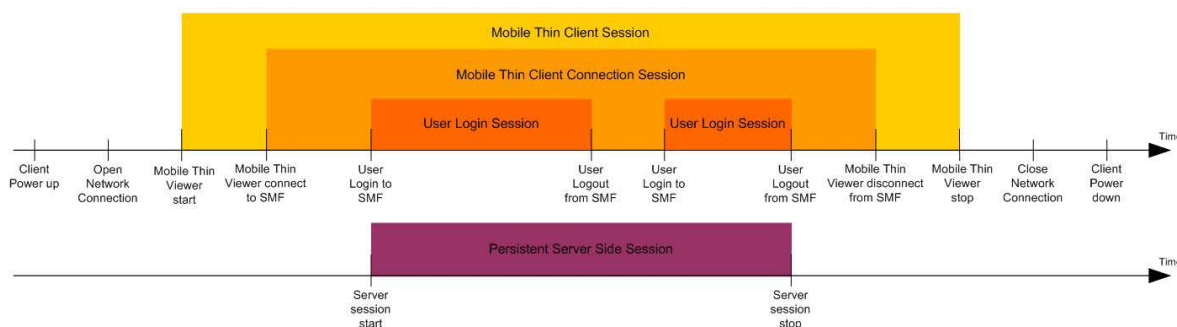 Mobile Thin Client Session
Mobile Thin Client Connection Session
User Login Session
User Login Session
Time
Client
Power up
Open
Network
Connection
Mobile Thin
Viewer
start
Mobile Thin
Viewer connect
to SMF
User
Login to
SMF
User
Logout
from SMF
User
Login to
SMF
User
Logout
from SMF
Mobile Thin
Viewer disconnect
from SMF
Mobile Thin
Viewer
stop
Close
Network
Connection
Client
Power
down
Persistent Server Side Session
Time
Server
session
start
Server
session
stop